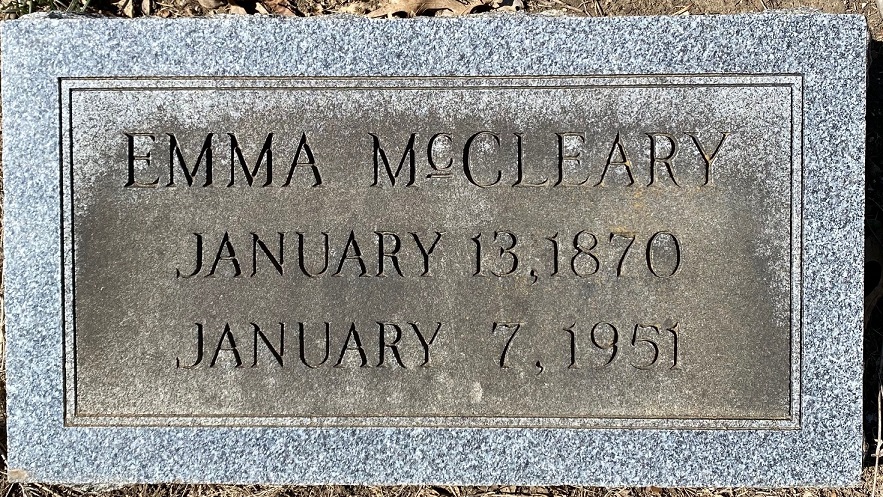 EMMA McCLEARY
JANUARY 13, 1870
JANUARY 7, 1951